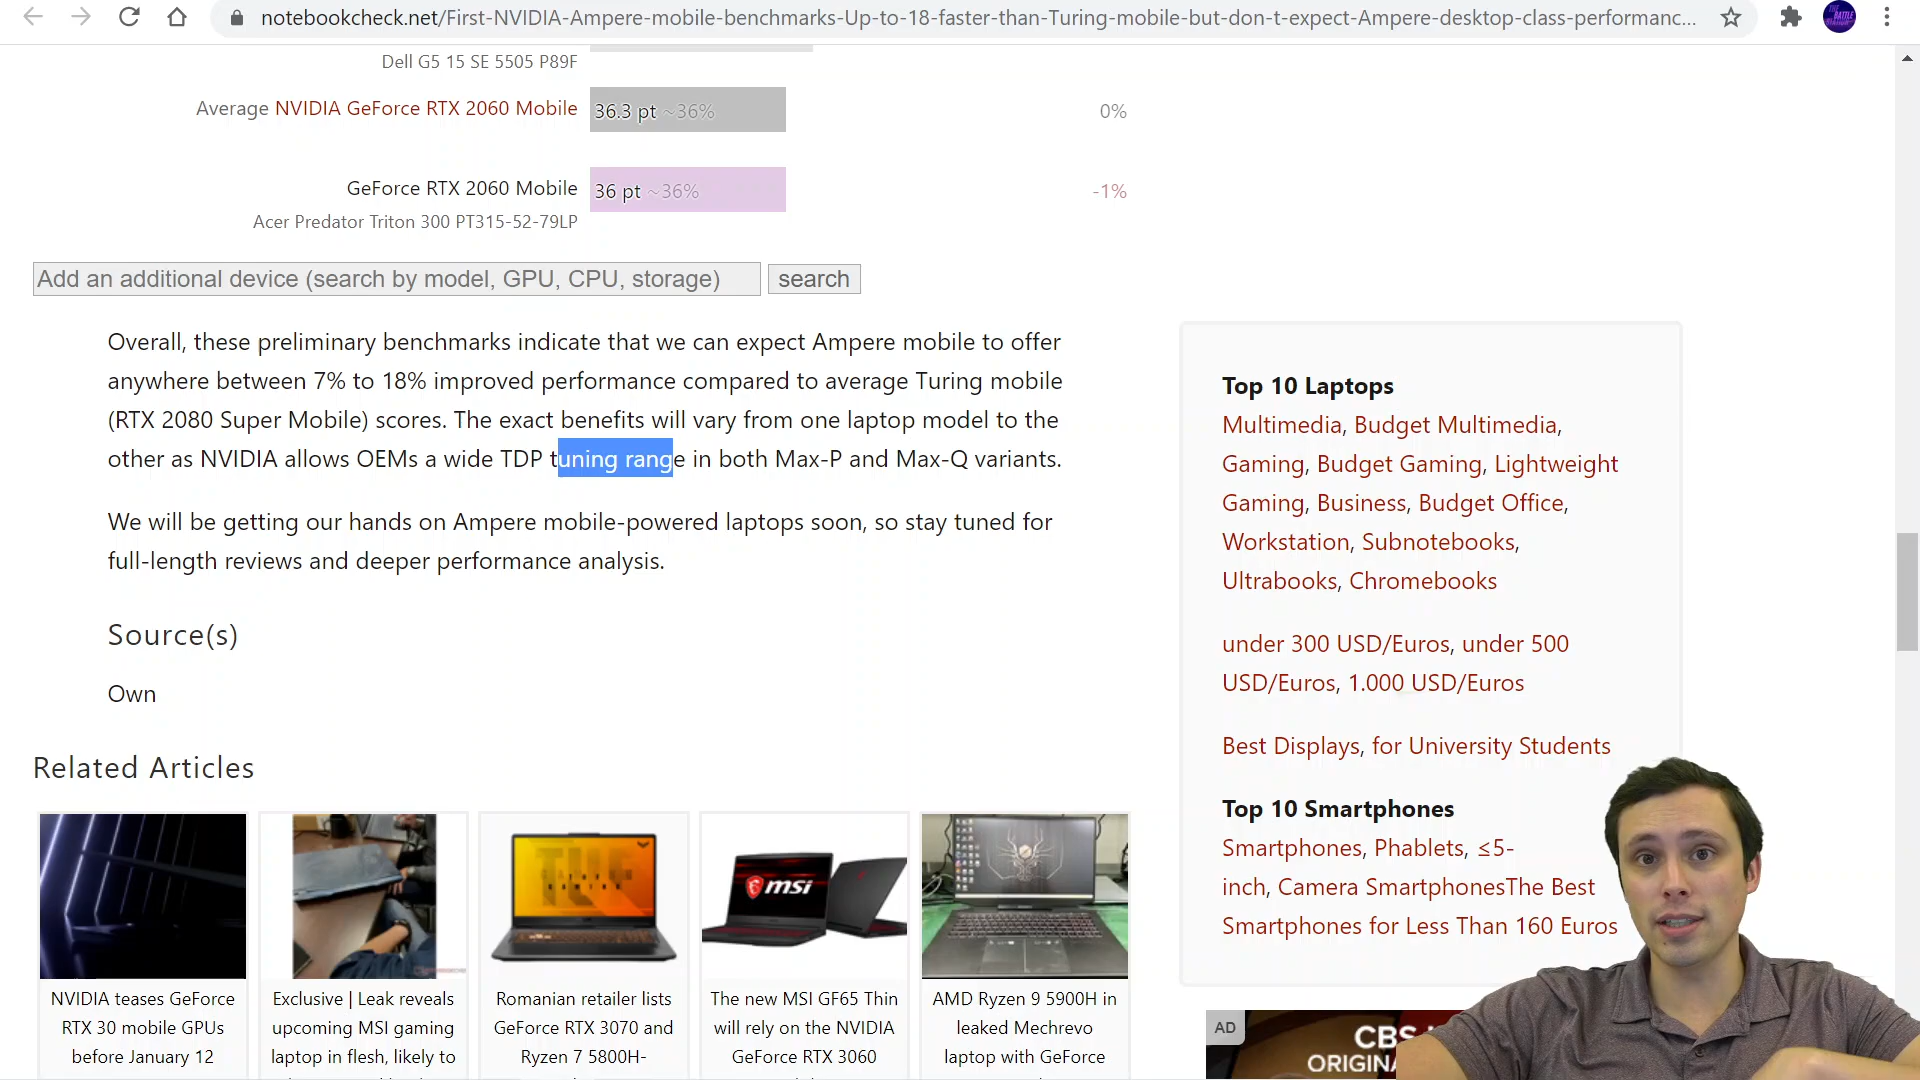 notebookcheck.net/First-NVIDIA-Ampere-mobile-benchmarks-Up-to-18-faster-than-Turing-mobile-but-don-t-expect-Ampere-desktop-class-performanc...
Dell G5 15 SE 5505 P89F
Average NVIDIA GeForce RTX 2060 Mobile
36.3 pt ~36%
0%
GeForce RTX 2060 Mobile
36 pt ~36%
-1%
Acer Predator Triton 300 PT315-52-79LP
Add an additional device (search by model, GPU, CPU, storage)
search
Overall, these preliminary benchmarks indicate that we can expect Ampere mobile to offer
anywhere between 7% to 18% improved performance compared to average Turing mobile
(RTX 2080 Super Mobile) scores. The exact benefits will vary from one laptop model to the
other as NVIDIA allows OEMs a wide TDP tuning range in both Max-P and Max-Q variants.
We will be getting our hands on Ampere mobile-powered laptops soon, so stay tuned for
full-length reviews and deeper performance analysis.
Source(s)
Own
Related Articles
msi
NVIDIA teases GeForce
RTX 30 mobile GPUs
before January 12
Exclusive | Leak reveals
upcoming MSI gaming
laptop in flesh, likely to
Romanian retailer lists
GeForce RTX 3070 and
Ryzen 7 5800H-
The new MSI GF65 Thin
will rely on the NVIDIA
GeForce RTX 3060
AMD Ryzen 9 5900H in
leaked Mechrevo
laptop with GeForce
Top 10 Laptops
Multimedia, Budget Multimedia,
Gaming, Budget Gaming, Lightweight
Gaming, Business, Budget Office,
Workstation, Subnotebooks,
Ultrabooks, Chromebooks
under 300 USD/Euros, under 500
USD/Euros, 1.000 USD/Euros
Best Displays, for University Students
Top 10 Smartphones
Smartphones, Phablets, ≤5-
inch, Camera SmartphonesThe Best
Smartphones for Less Than 160 Euros
AD
CBS